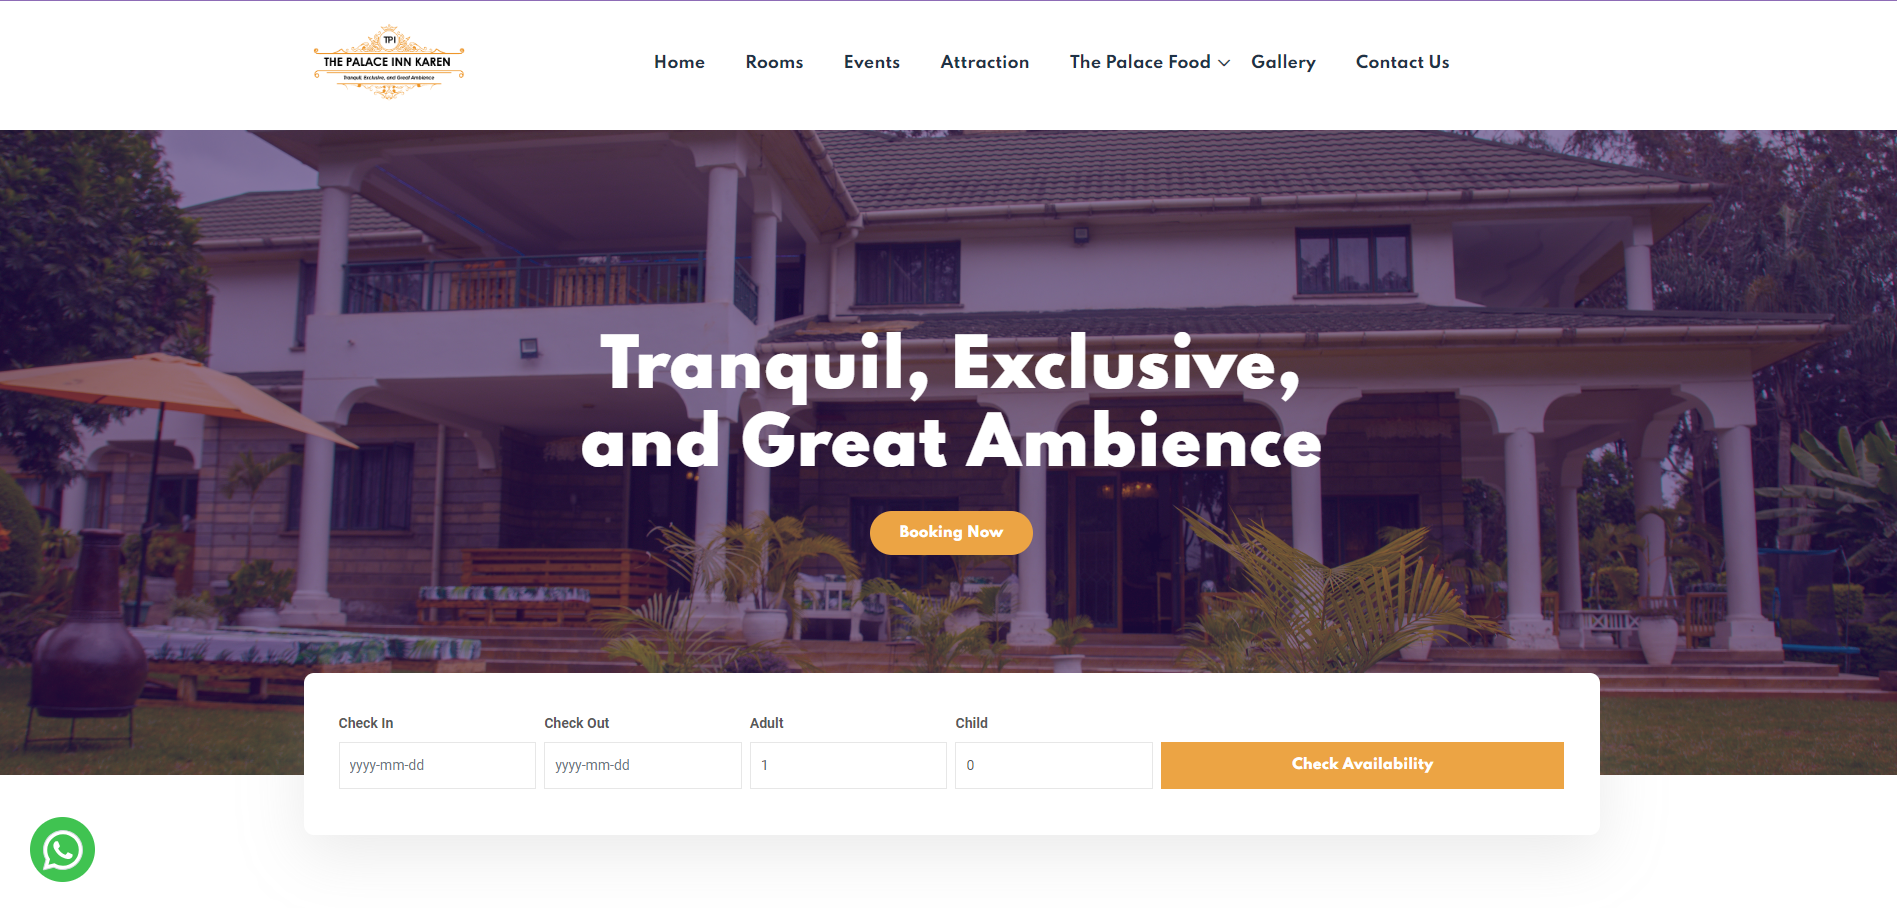 TPI
THE PALACE INN KAREN
Tranquil, Exclusive, and Great Ambience
Home Rooms Events Attraction The Palace Food Gallery Contact Us
Tranquil, Exclusive,
and Great Ambience
Booking Now
Check In Check Out Adult Child
yyyy-mm-dd yyyy-mm-dd 1 0 Check Availability